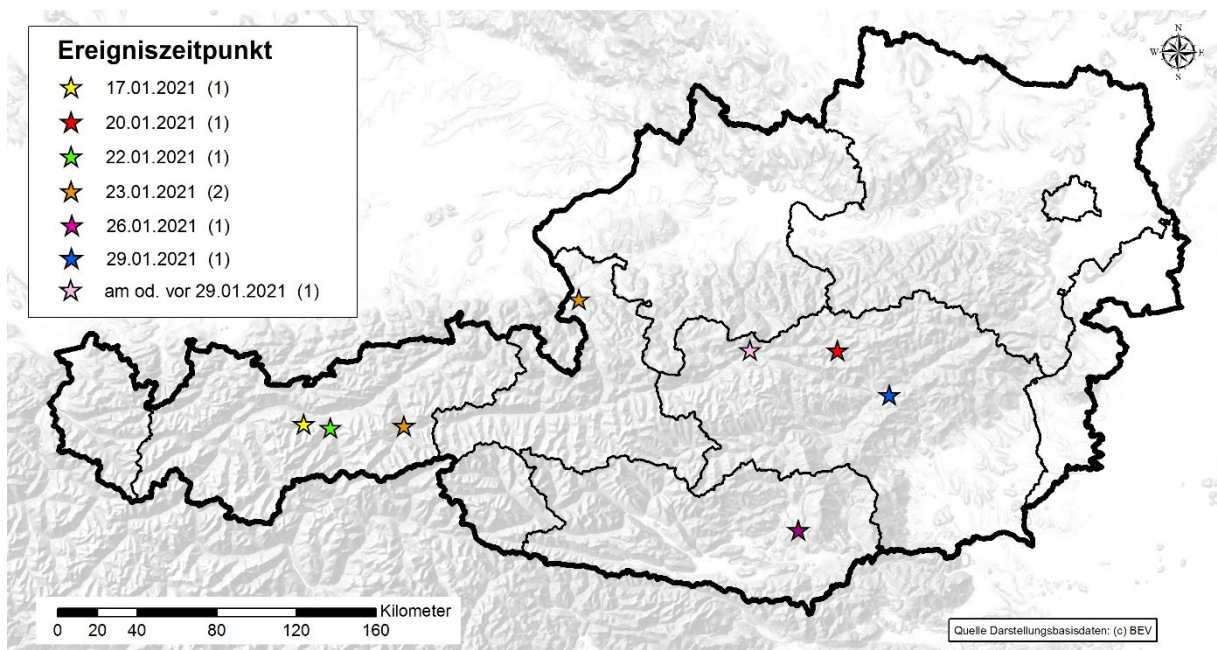 Ereigniszeitpunkt
17.01.2021 (1)
20.01.2021 (1)
22.01.2021 (1)
23.01.2021 (2)
26.01.2021 (1)
29.01.2021 (1)
am od. vor 29.01.2021 (1)
N
W E
S
Kilometer
0 20 40 80 120 160
Quelle Darstellungsbasisdaten: (c) BEV